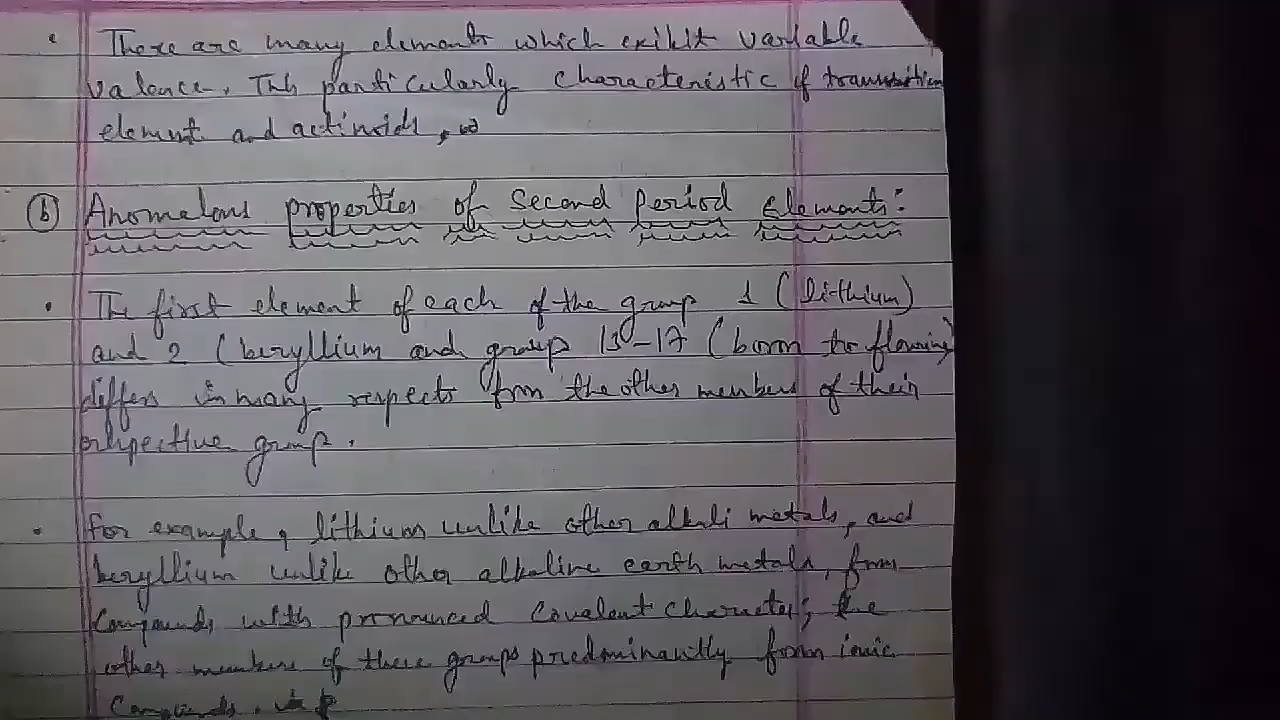 There are many elements which exibit variable
valence. This particularly characteristic of transition
element and actinoids,
(b) Anomalous properties of Second Period Elements:
The first element of each of the group 1 (lithium)
and 2 (beryllium and group 13-17 (boron to flourine)
differs in many respects from the other members of their
respective group.
For example, lithium unlike other alkali metals, and
beryllium unlike other alkaline earth metals, form
Compounds with pronounced Covalent Character; the
other members of these groups predominantly form ionic
Compounds.